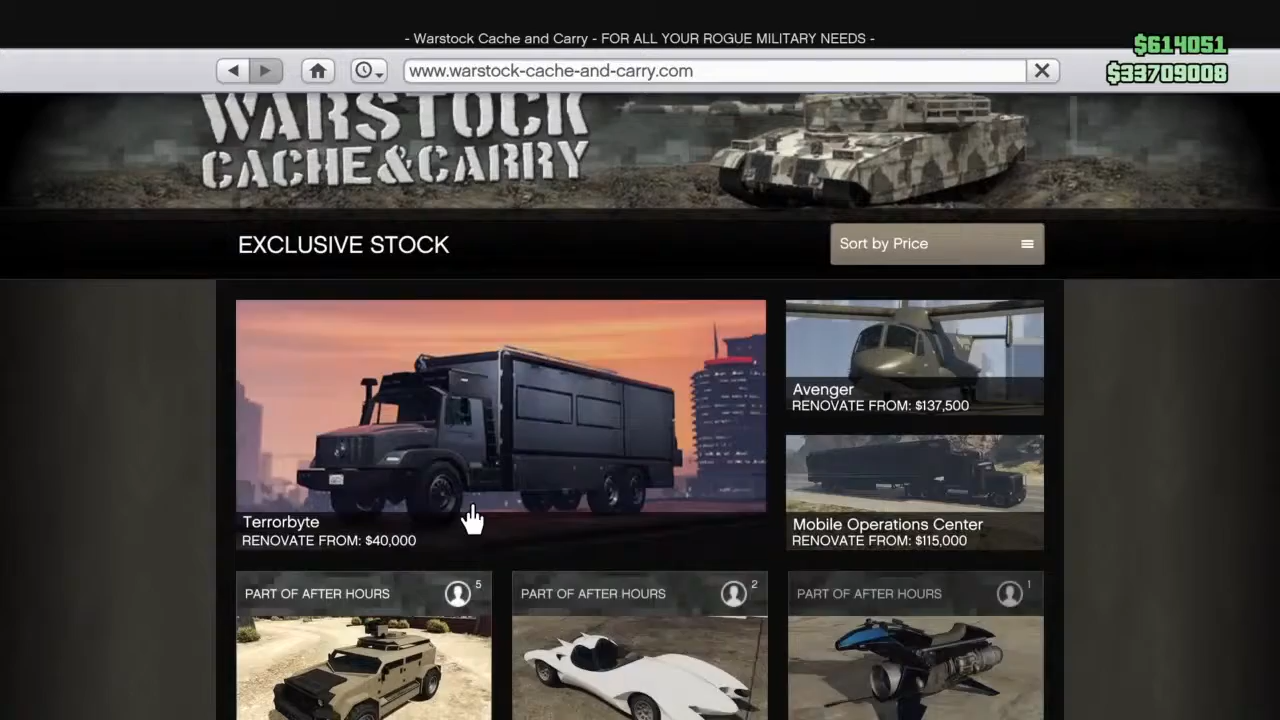 - Warstock Cache and Carry - FOR ALL YOUR ROGUE MILITARY NEEDS -
$614051
www.warstock-cache-and-carry.com
$33709008
WARSTOCK
CACHE&CARRY
EXCLUSIVE STOCK
Sort by Price
Terrorbyte
RENOVATE FROM: $40,000
Avenger
RENOVATE FROM: $137,500
Mobile Operations Center
RENOVATE FROM: $115,000
PART OF AFTER HOURS
5
PART OF AFTER HOURS
2
PART OF AFTER HOURS
1